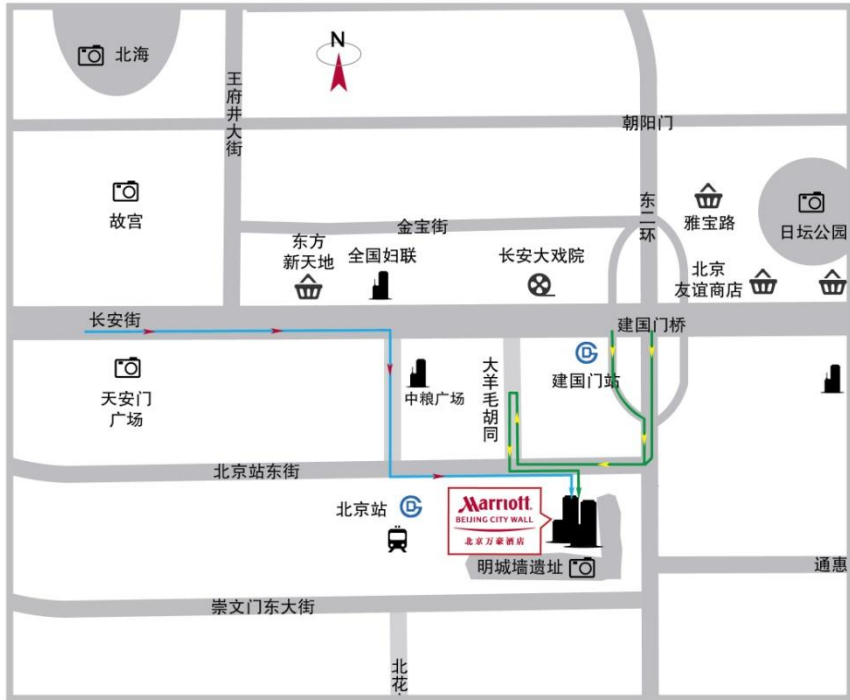 北海
N
王府井大街
朝阳门
故宫
金宝街
东二环
雅宝路
日坛公园
东方
新天地
全国妇联
长安大戏院
北京
友谊商店
长安街
建国门桥
天安门
广场
中粮广场
大羊毛胡同
建国门站
北京站东街
北京站
Marriott
BEIJING CITY WALL
北京万豪酒店
明城墙遗址
通惠
崇文门东大街
北花